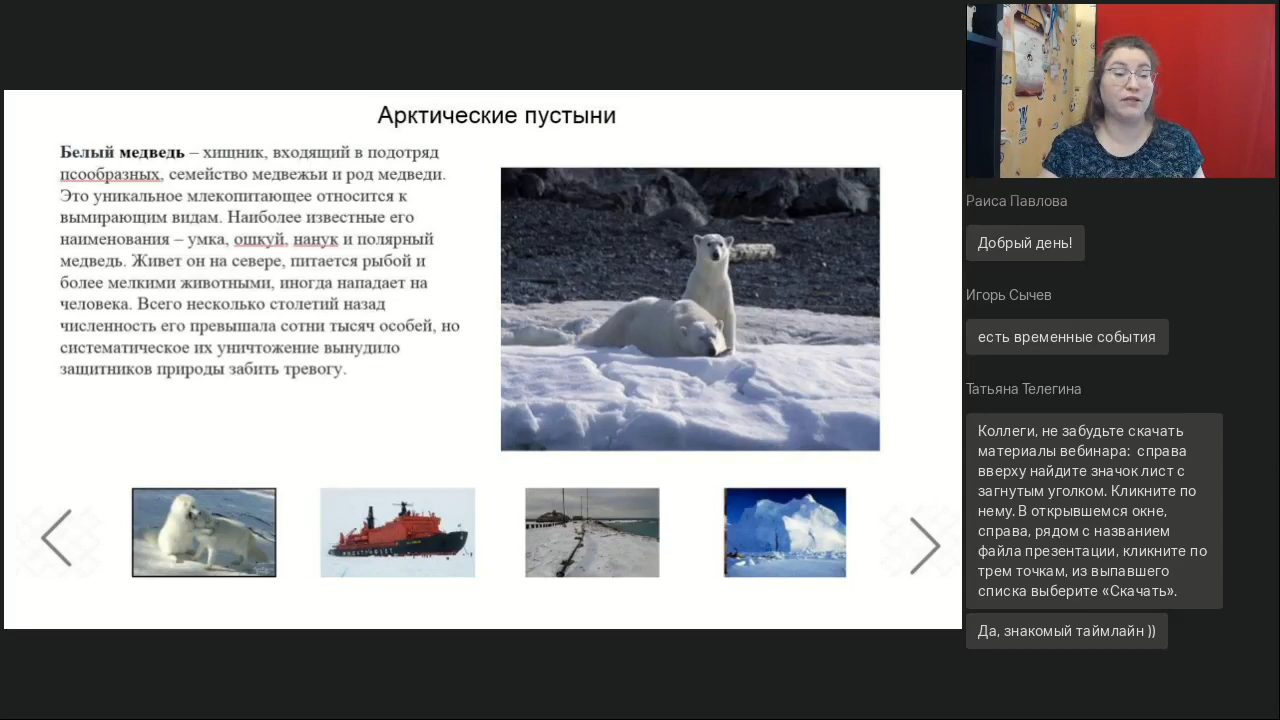 Арктические пустыни
Белый медведь – хищник, входящий в подотряд
псообразных, семейство медвежьи и род медведи.
Это уникальное млекопитающее относится к
вымирающим видам. Наиболее известные его
наименования – умка, ошкуй, нанук и полярный
медведь. Живет он на севере, питается рыбой и
более мелкими животными, иногда нападает на
человека. Всего несколько столетий назад
численность его превышала сотни тысяч особей, но
систематическое их уничтожение вынудило
защитников природы забить тревогу.
Раиса Павлова
Добрый день!
Игорь Сычев
есть временные события
Татьяна Телегина
Коллеги, не забудьте скачать
материалы вебинара: справа
вверху найдите значок лист с
загнутым уголком. Кликните по
нему. В открывшемся окне,
справа, рядом с названием
файла презентации, кликните по
трем точкам, из выпавшего
списка выберите «Скачать».
Да, знакомый таймлайн ))